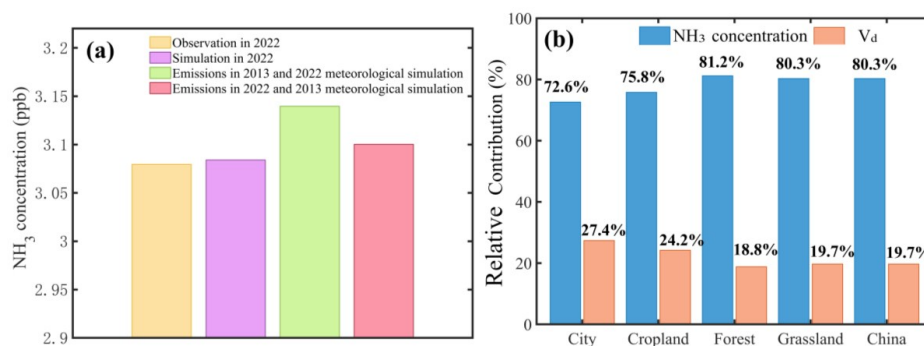 (a)
Observation in 2022
Simulation in 2022
Emissions in 2013 and 2022 meteorological simulation
Emissions in 2022 and 2013 meteorological simulation
NH₃ concentration (ppb)
3.2
3.15
3.1
3.05
3
2.95
2.9
(b)
NH₃ concentration
V_d
Relative Contribution (%)
100
80
60
40
20
0
72.6%
75.8%
81.2%
80.3%
80.3%
27.4%
24.2%
18.8%
19.7%
19.7%
City
Cropland
Forest
Grassland
China